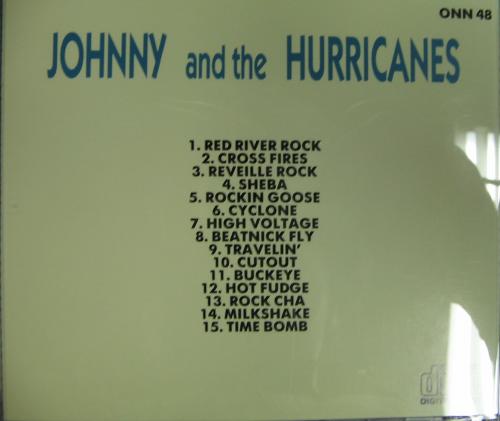 ONN 48
JOHNNY and the HURRICANES
1. RED RIVER ROCK
2. CROSS FIRES
3. REVEILLE ROCK
4. SHEBA
5. ROCKIN GOOSE
6. CYCLONE
7. HIGH VOLTAGE
8. BEATNICK FLY
9. TRAVELIN'
10. CUTOUT
11. BUCKEYE
12. HOT FUDGE
13. ROCK CHA
14. MILKSHAKE
15. TIME BOMB